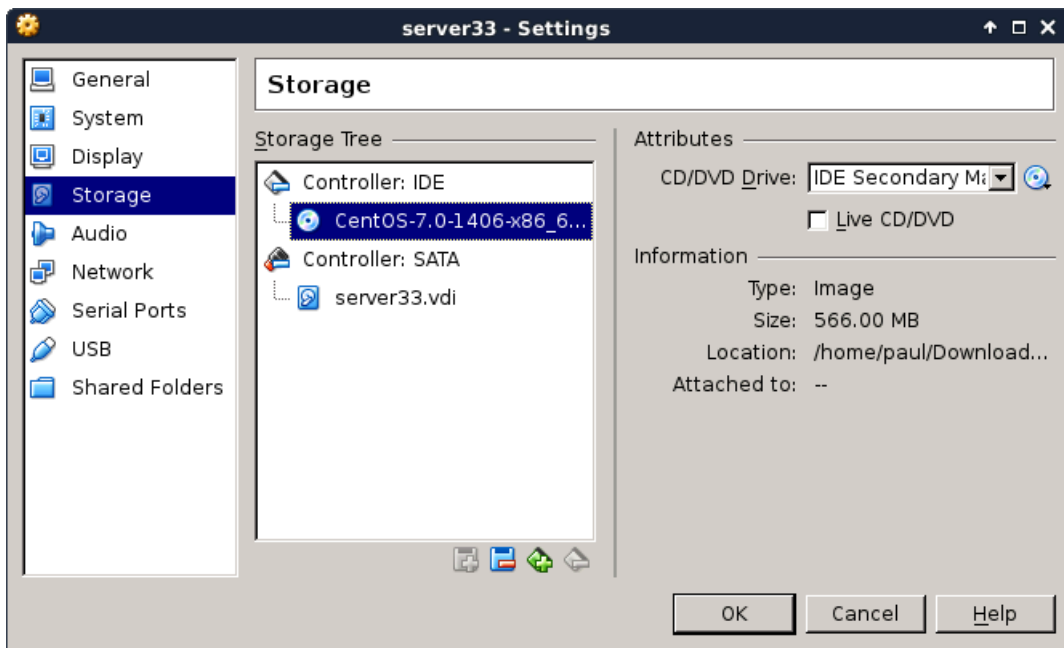 server33 - Settings
General
System
Display
Storage
Audio
Network
Serial Ports
USB
Shared Folders
Storage
Storage Tree
Controller: IDE
CentOS-7.0-1406-x86_6...
Controller: SATA
server33.vdi
Attributes
CD/DVD Drive: IDE Secondary Ma
Live CD/DVD
Information
Type: Image
Size: 566.00 MB
Location: /home/paul/Download...
Attached to: --
OK
Cancel
Help